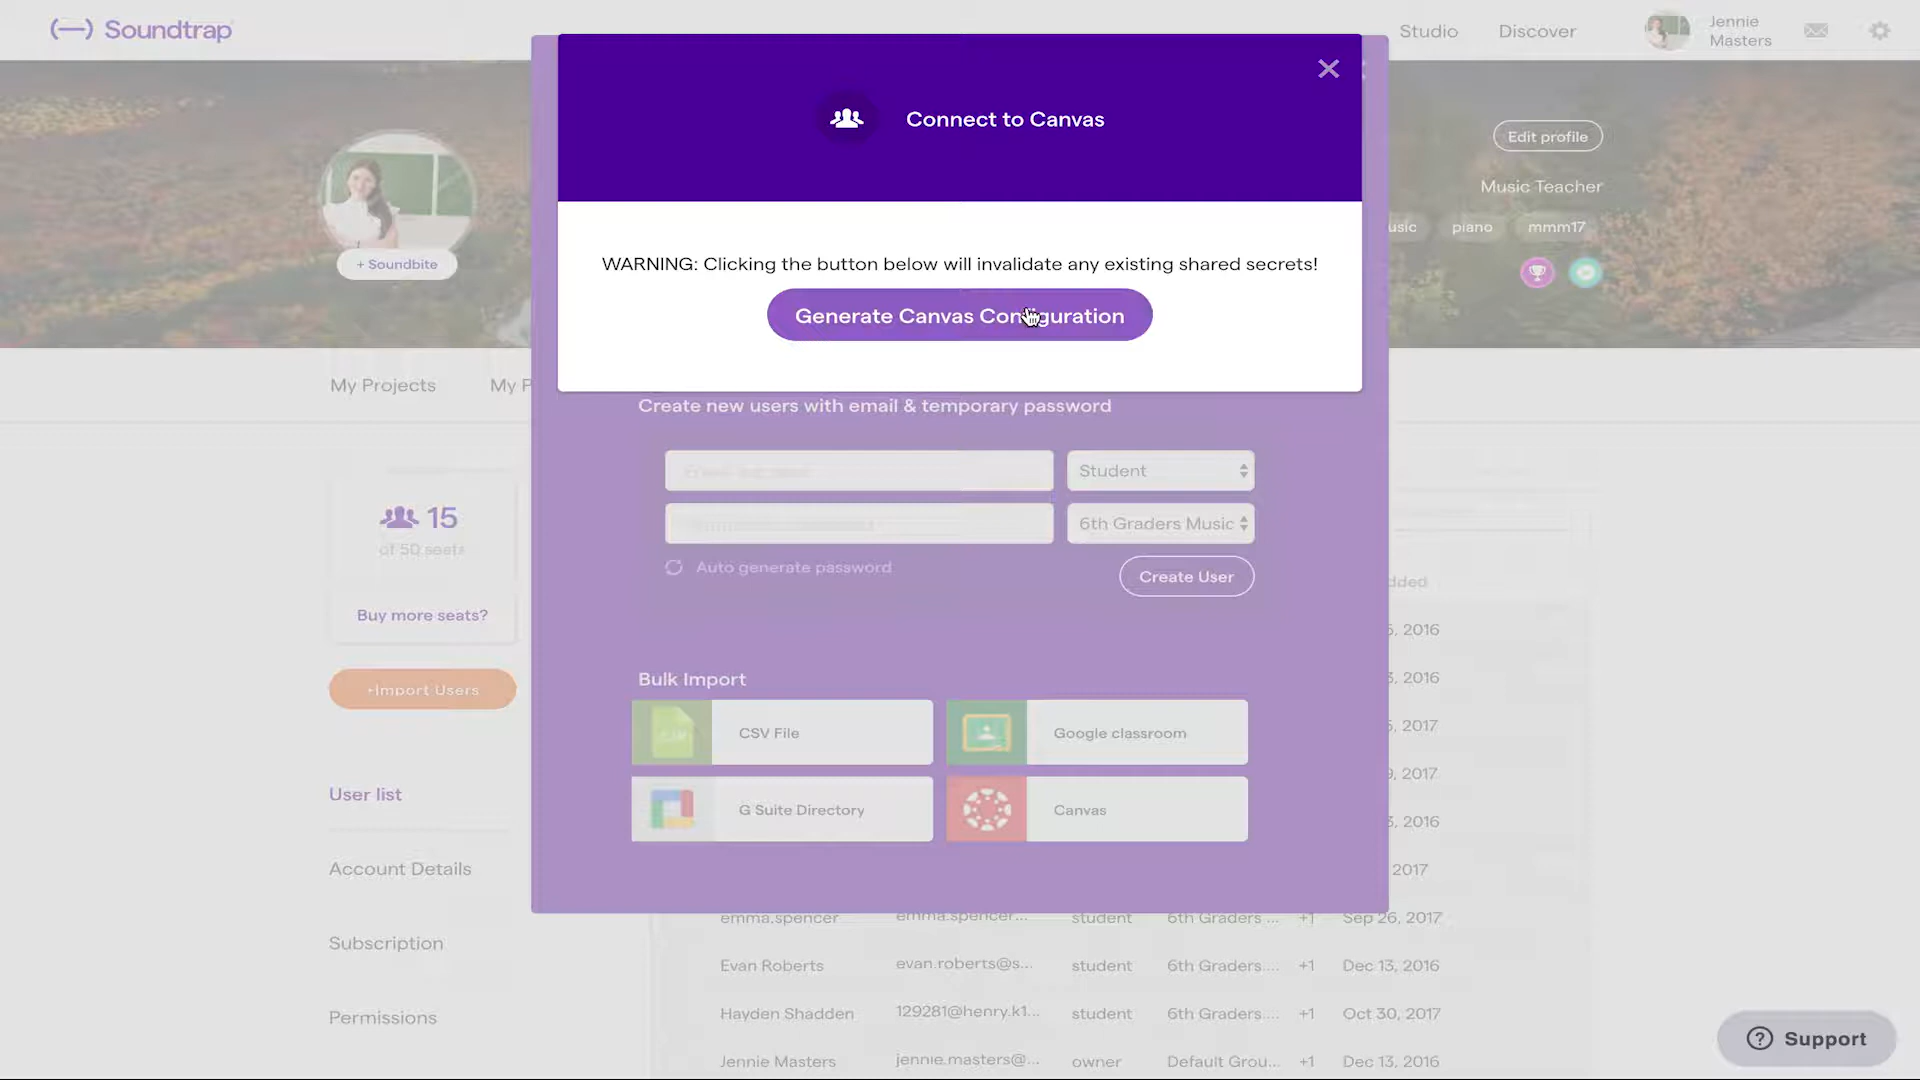 Soundtrap
Studio
Discover
Jennie
Masters
Connect to Canvas
Edit profile
Music Teacher
usic
piano
mmm17
+ Soundbite
WARNING: Clicking the button below will invalidate any existing shared secrets!
Generate Canvas Configuration
My Projects
My P
Create new users with email & temporary password
Student
6th Graders Music
Auto generate password
Create User
15
of 50 seats
Buy more seats?
+Import Users
Bulk Import
CSV File
Google classroom
G Suite Directory
Canvas
User list
Account Details
Subscription
Permissions
dded
5, 2016
3, 2016
5, 2017
9, 2017
3, 2016
2017
emma.spencer
emma.spencer...
student
6th Graders ...
+1
Sep 26, 2017
Evan Roberts
evan.roberts@s...
student
6th Graders ...
+1
Dec 13, 2016
Hayden Shadden
129281@henry.k1...
student
6th Graders ...
+1
Oct 30, 2017
Jennie Masters
jennie.masters@...
owner
Default Grou...
+1
Dec 13, 2016
Support